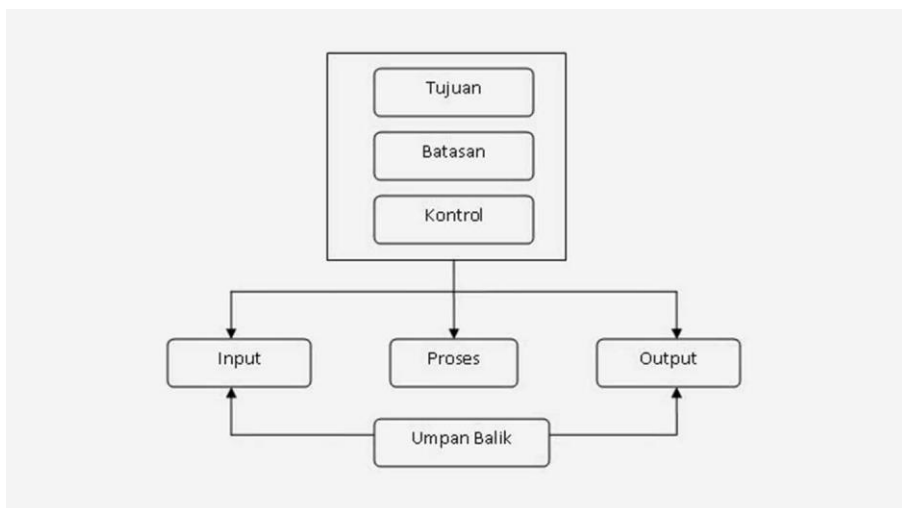 Tujuan
Batasan
Kontrol
Input
Proses
Output
Umpan Balik